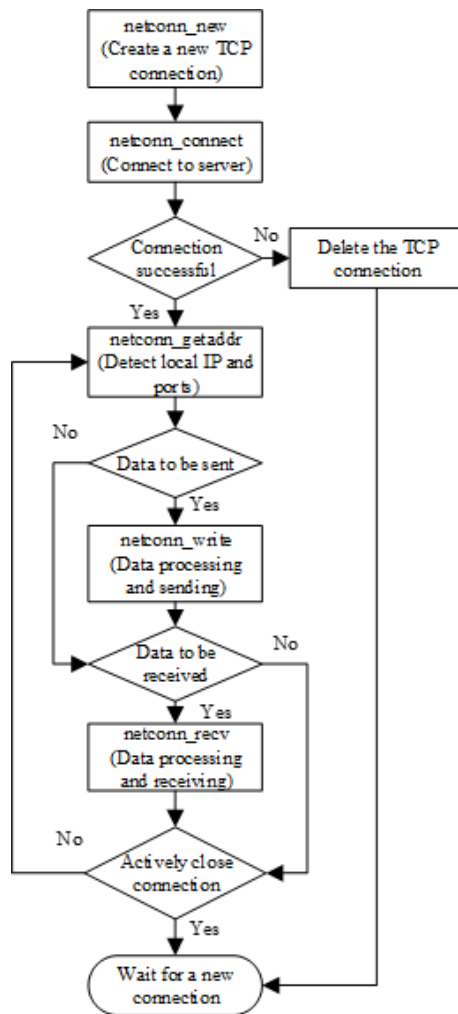 netconn_new
(Create a new TCP
connection)
netconn_connect
(Connect to server)
Connection
successful
No
Delete the TCP
connection
Yes
netconn_getaddr
(Detect local IP and
ports)
No
Data to be sent
Yes
netconn_write
(Data processing
and sending)
Data to be
received
No
Yes
netconn_recv
(Data processing
and receiving)
No
Actively close
connection
Yes
Wait for a new
connection